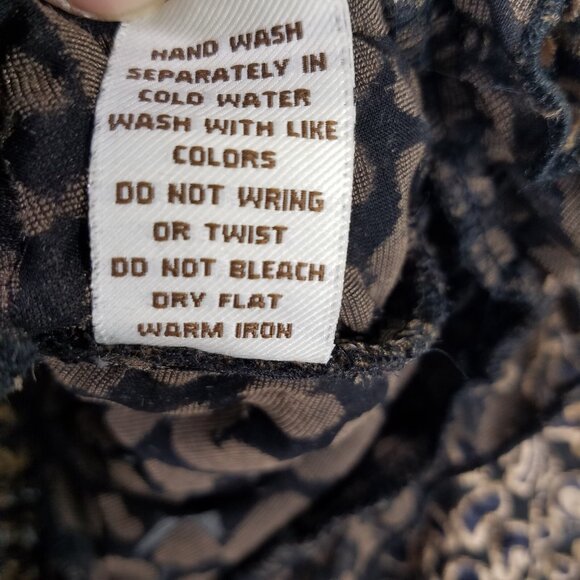 HAND WASH
SEPARATELY IN
COLD WATER
WASH WITH LIKE
COLORS
DO NOT WRING
OR TWIST
DO NOT BLEACH
DRY FLAT
WARM IRON